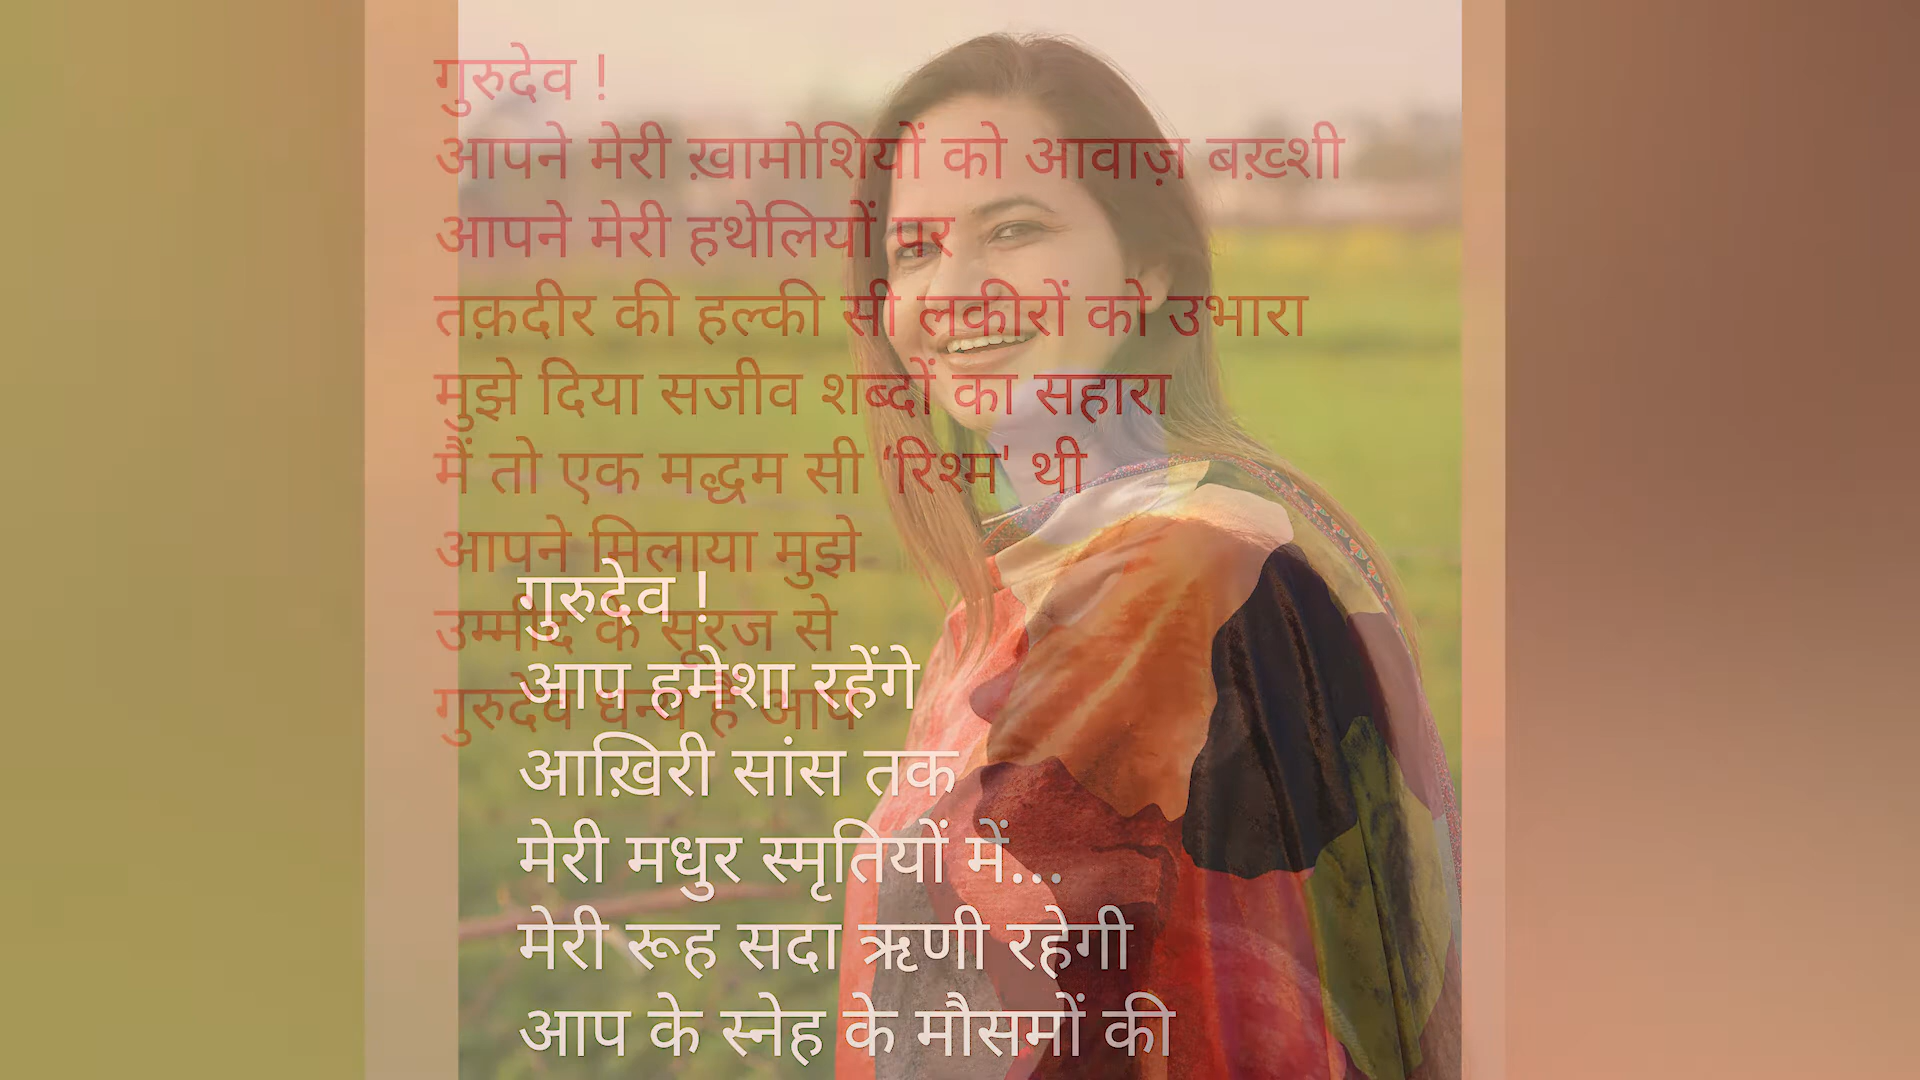 गुरुदेव !
आपने मेरी ख़ामोशियों को आवाज़ बख़्शी
आपने मेरी हथेलियों पर
तक़दीर की हल्की सी लकीरों को उभारा
मुझे दिया सजीव शब्दों का सहारा
मैं तो एक मद्धम सी ‘रिश्म' थी
आपने मिलाया मुझे
उम्मीद के सूरज से
गुरुदेव धन्य हैं आप
गुरुदेव !
आप हमेशा रहेंगे
आख़िरी सांस तक
मेरी मधुर स्मृतियों में...
मेरी रूह सदा ऋणी रहेगी
आप के स्नेह के मौसमों की